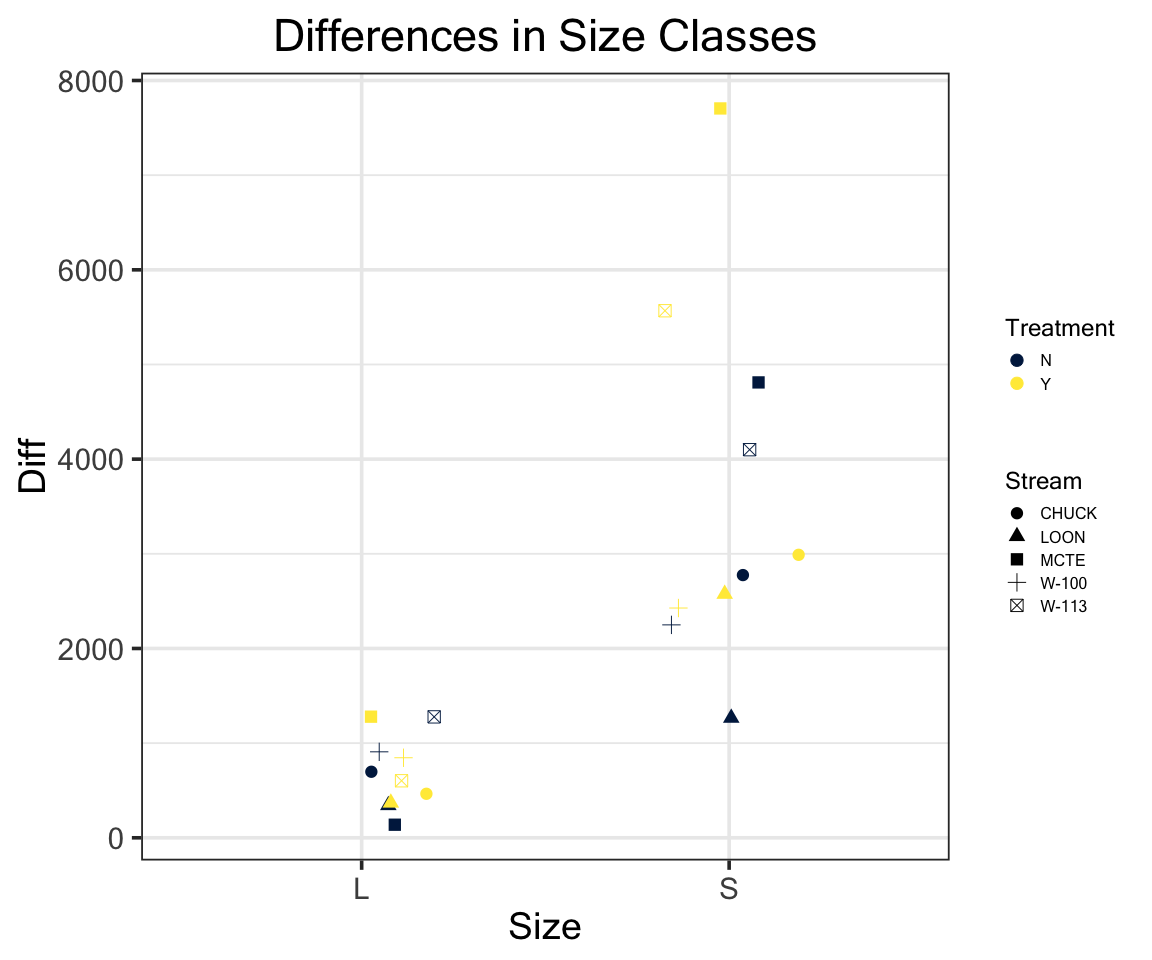 Differences in Size Classes
8000
6000
4000
2000
0
Diff
L
S
Size
Treatment
N
Y
Stream
CHUCK
LOON
MCTE
W-100
W-113